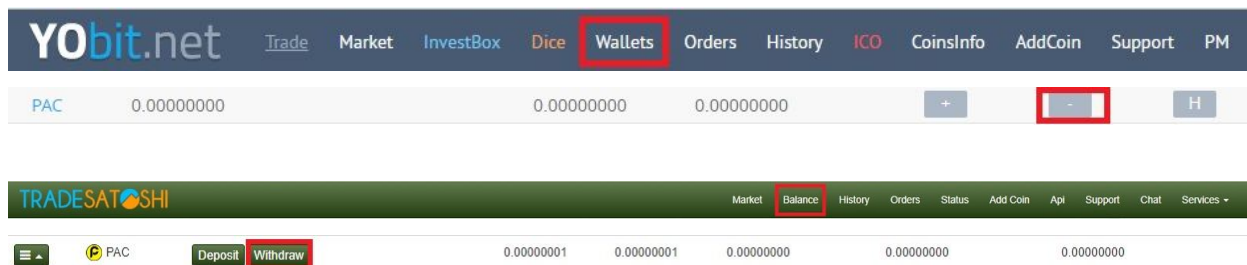 YObit.net Trade Market InvestBox Dice Wallets Orders History ICO CoinsInfo AddCoin Support PM
PAC 0.00000000 0.00000000 0.00000000 + - H
TRADESATOSHI Market Balance History Orders Status Add Coin Api Support Chat Services
PAC Deposit Withdraw 0.00000001 0.00000001 0.00000000 0.00000000 0.00000000